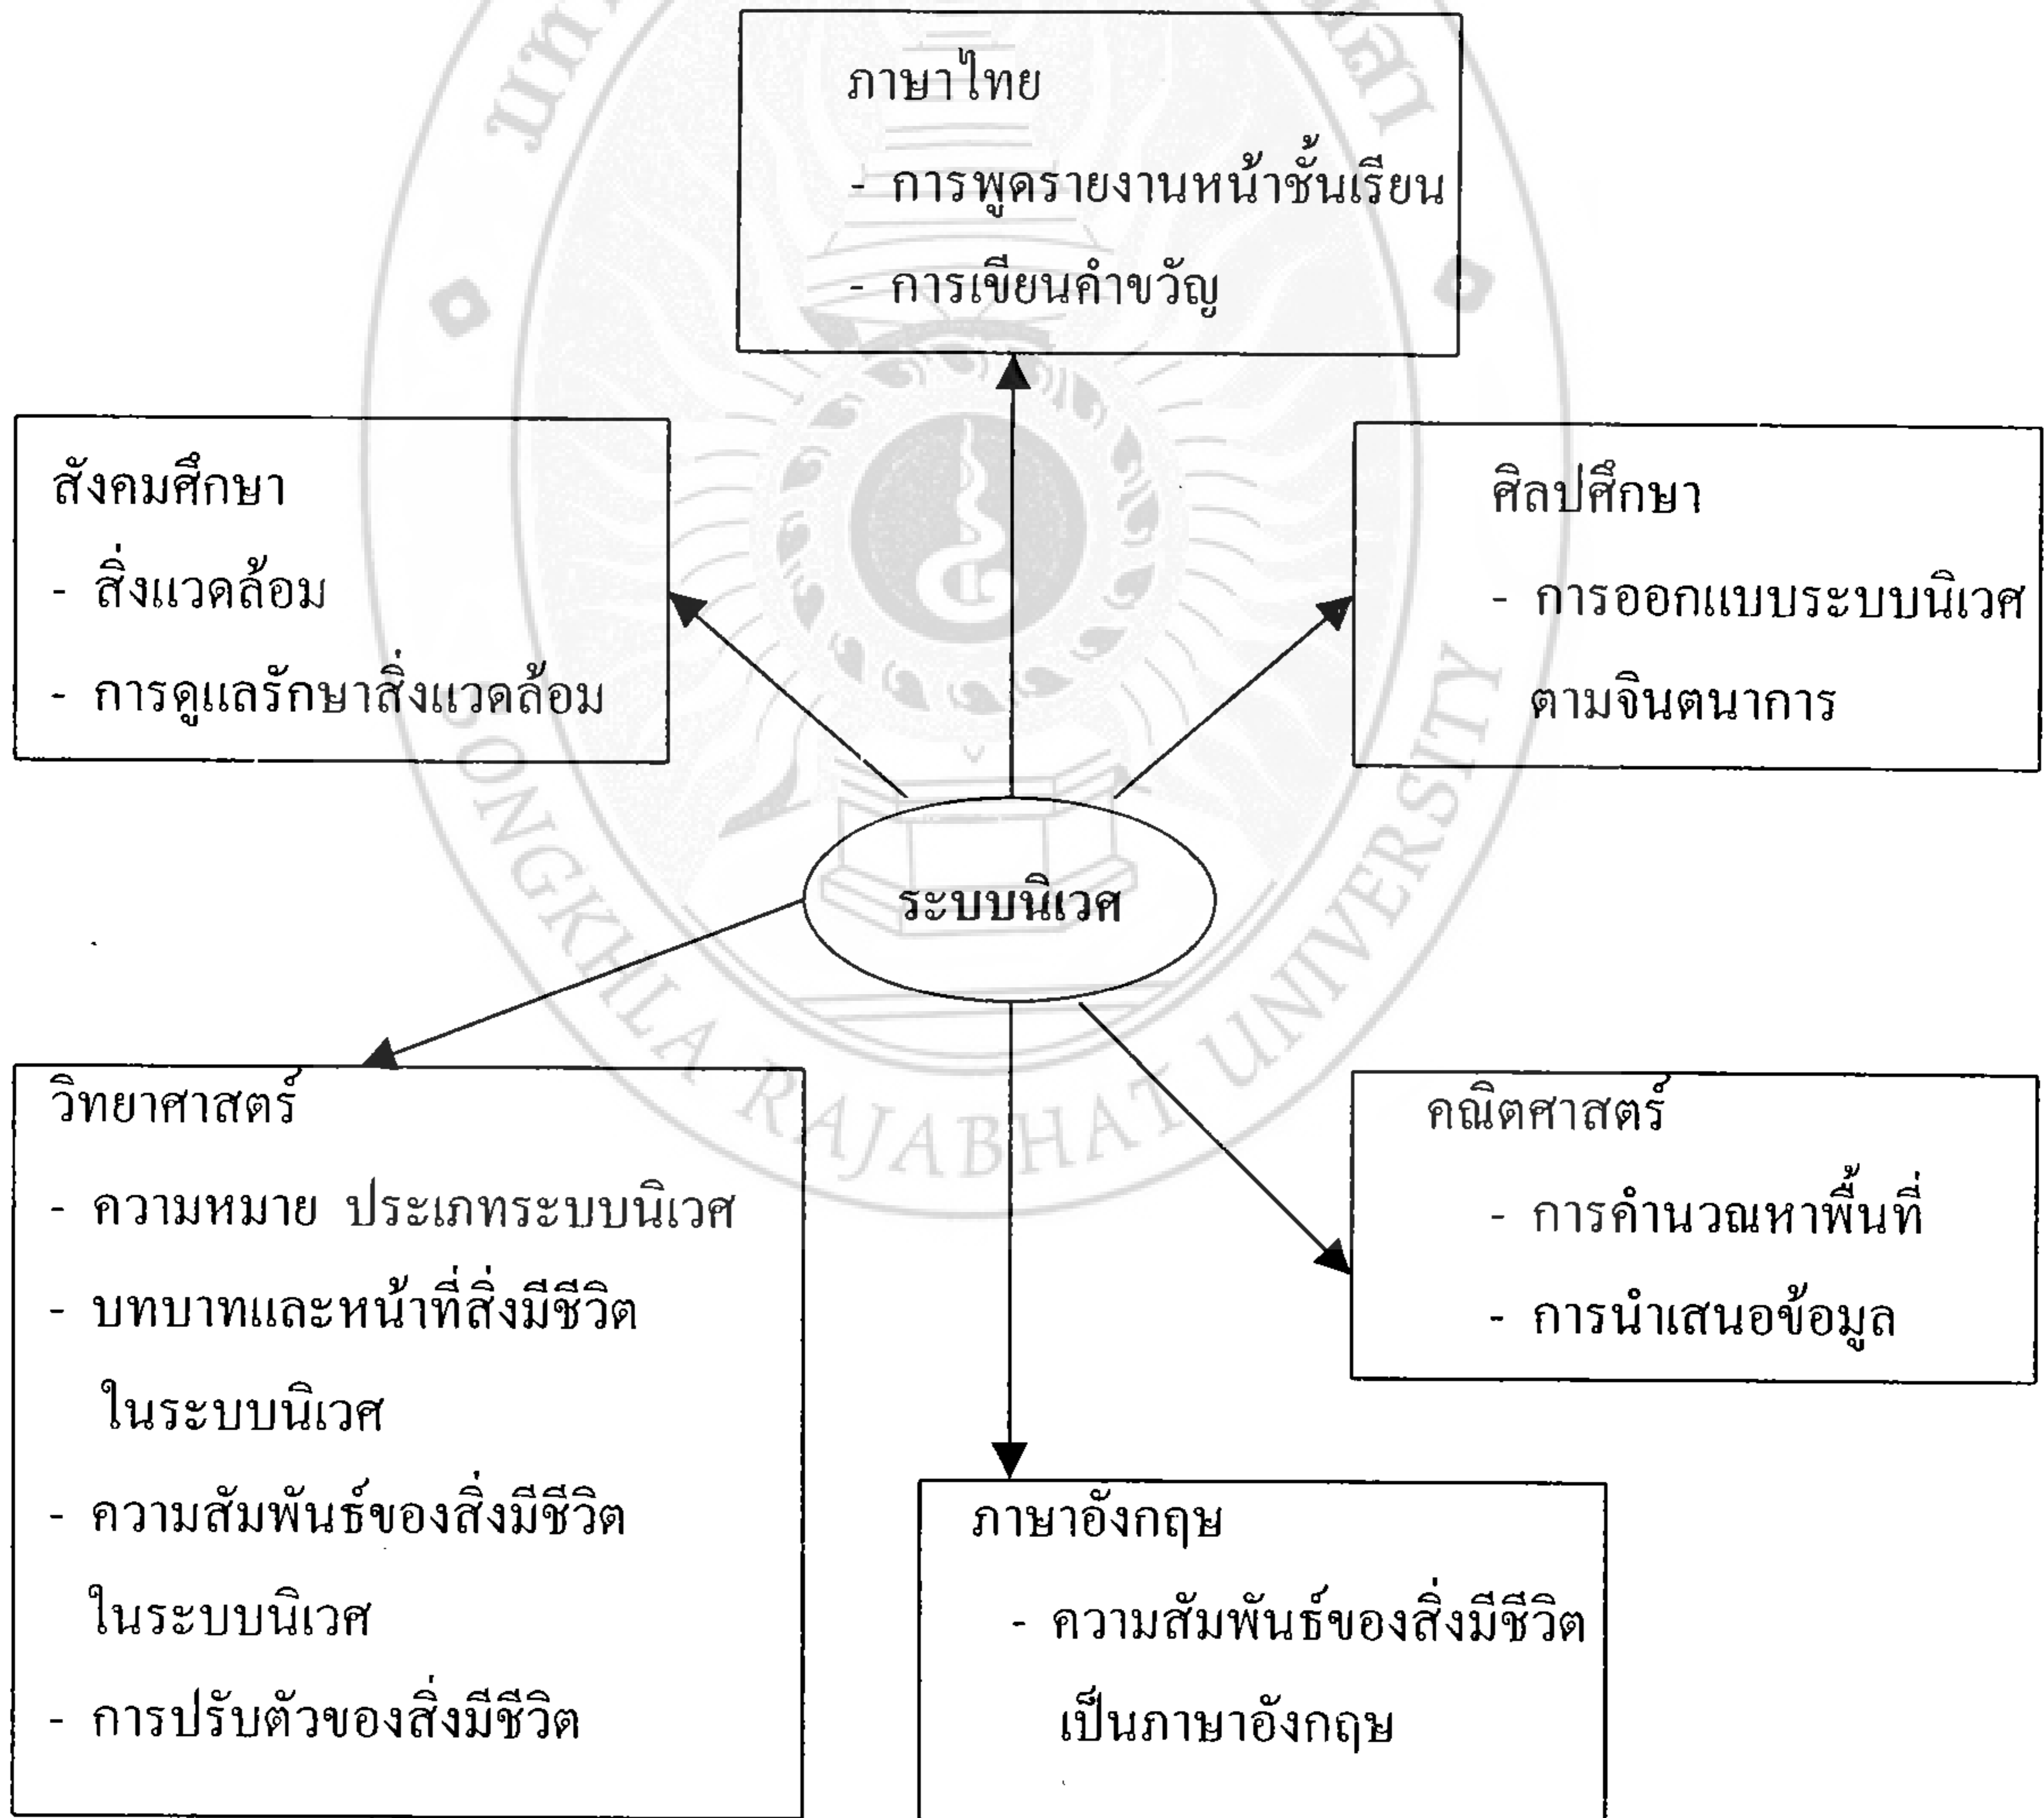 ภาษาไทย
- การพูดรายงานหน้าชั้นเรียน
- การเขียนคำขวัญ
สังคมศึกษา
- สิ่งแวดล้อม
- การดูแลรักษาสิ่งแวดล้อม
ศิลปศึกษา
- การออกแบบระบบนิเวศ
ตามจินตนาการ
ระบบนิเวศ
วิทยาศาสตร์
- ความหมาย ประเภทระบบนิเวศ
- บทบาทและหน้าที่สิ่งมีชีวิต
ในระบบนิเวศ
- ความสัมพันธ์ของสิ่งมีชีวิต
ในระบบนิเวศ
- การปรับตัวของสิ่งมีชีวิต
คณิตศาสตร์
- การคำนวณหาพื้นที่
- การนำเสนอข้อมูล
ภาษาอังกฤษ
- ความสัมพันธ์ของสิ่งมีชีวิต
เป็นภาษาอังกฤษ
SONGKHLA RAJABHAT UNIVERSITY